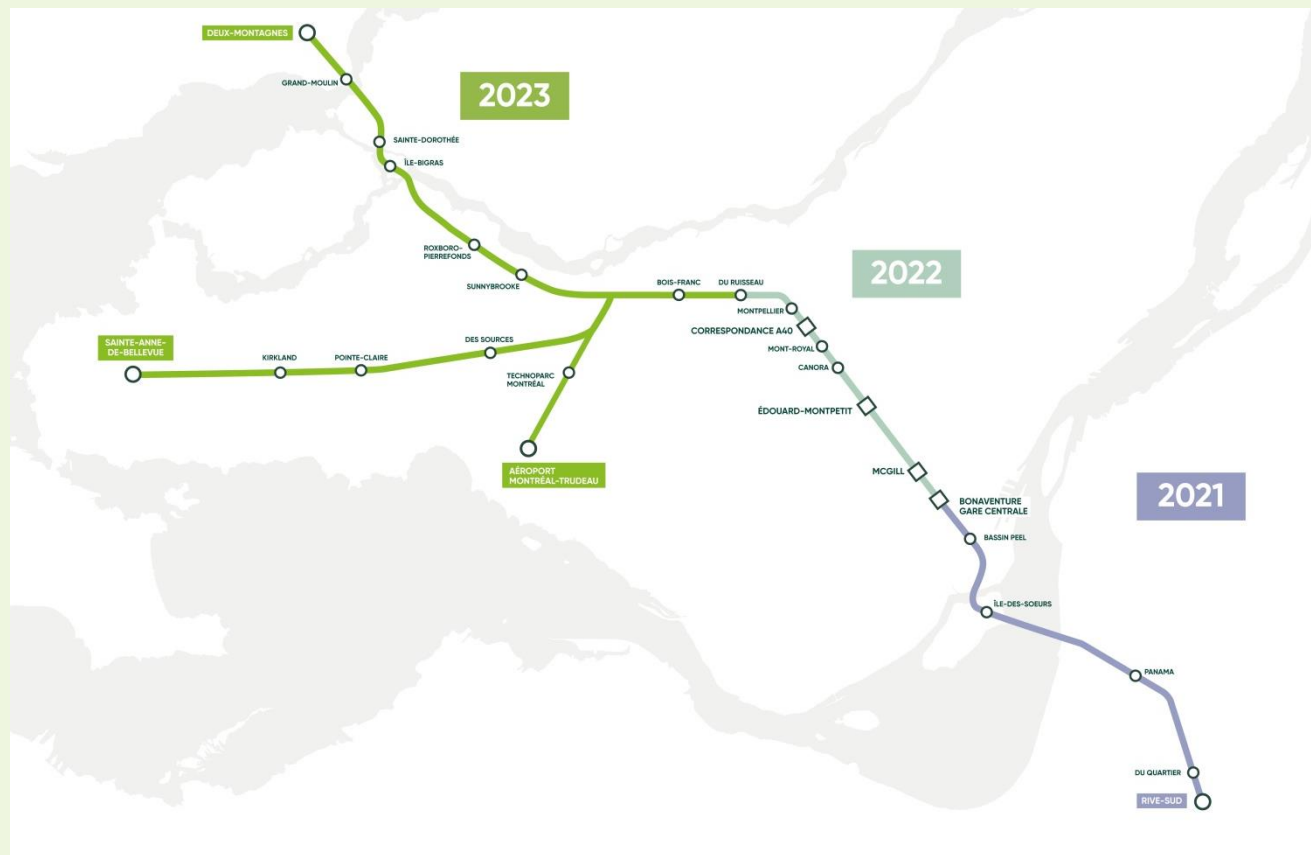 DEUX-MONTAGNES
GRAND-MOULIN
2023
SAINTE-DOROTHÉE
ÎLE-BIGRAS
ROXBORO-
PIERREFONDS
SUNNYBROOKE
BOIS-FRANC
DU RUISSEAU
2022
MONTPELLIER
CORRESPONDANCE A40
MONT-ROYAL
CANORA
SAINTE-ANNE-
DE-BELLEVUE
KIRKLAND
POINTE-CLAIRE
DES SOURCES
TECHNOPARC
MONTRÉAL
AÉROPORT
MONTRÉAL-TRUDEAU
ÉDOUARD-MONTPETIT
MCGILL
BONAVENTURE
GARE CENTRALE
2021
BASSIN PEEL
ÎLE-DES-SOEURS
PANAMA
DU QUARTIER
RIVE-SUD